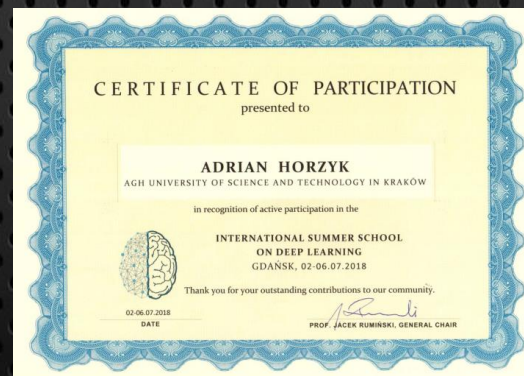 CERTIFICATE OF PARTICIPATION
presented to
ADRIAN HORZYK
AGH UNIVERSITY OF SCIENCE AND TECHNOLOGY IN KRAKÓW
in recognition of active participation in the
INTERNATIONAL SUMMER SCHOOL
ON DEEP LEARNING
GDAŃSK, 02-06.07.2018
Thank you for your outstanding contributions to our community.
02-06.07.2018
DATE
PROF. JACEK RUMIŃSKI, GENERAL CHAIR